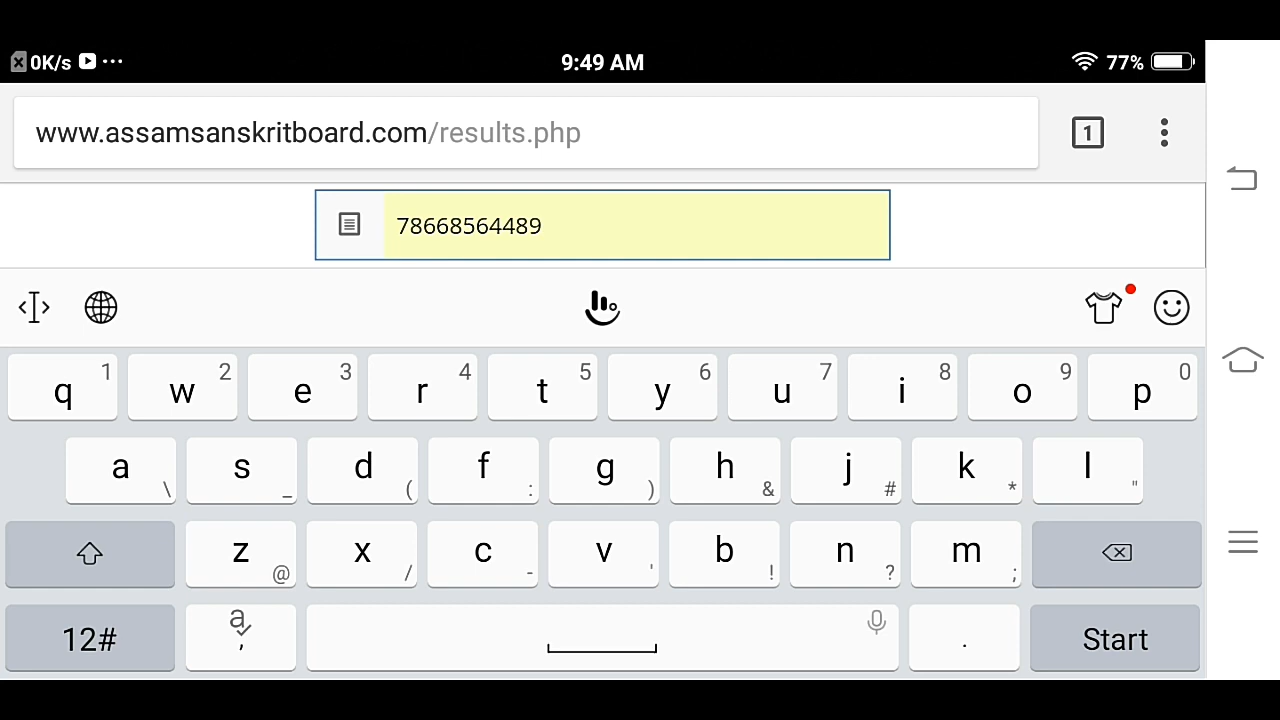 0K/s ... 9:49 AM 77%
www.assamsanskritboard.com/results.php 1
78668564489
q 1 w 2 e 3 r 4 t 5 y 6 u 7 i 8 o 9 p 0
a \ s _ d ( f : g ) h & j # k * l "
z @ x / c - v ' b ! n ? m ;
12# a , . Start